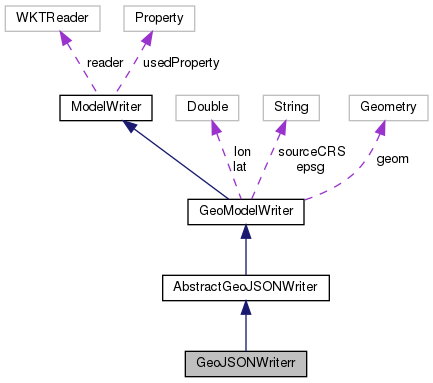 WKTReader
Property
reader
usedProperty
ModelWriter
Double
String
Geometry
lon
lat
sourceCRS
epsg
geom
GeoModelWriter
AbstractGeoJSONWriter
GeoJSONWriterr